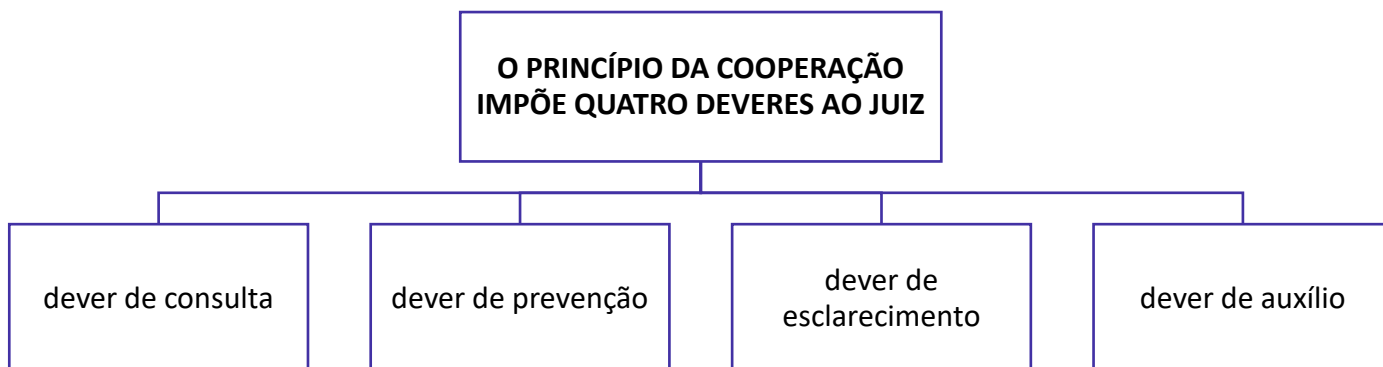 O PRINCÍPIO DA COOPERAÇÃO
IMPÕE QUATRO DEVERES AO JUIZ
dever de consulta
dever de prevenção
dever de
esclarecimento
dever de auxílio